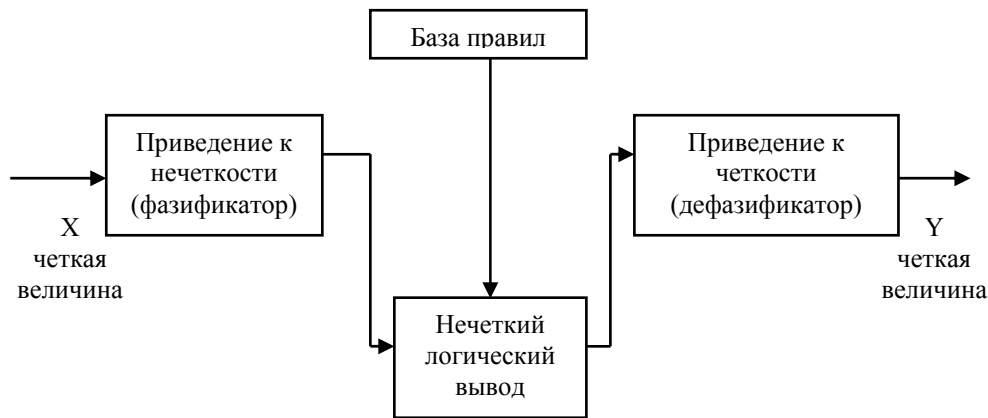 База правил
Приведение к
нечеткости
(фазификатор)
Приведение к
четкости
(дефазификатор)
X
четкая
величина
Y
четкая
величина
Нечеткий
логический
вывод